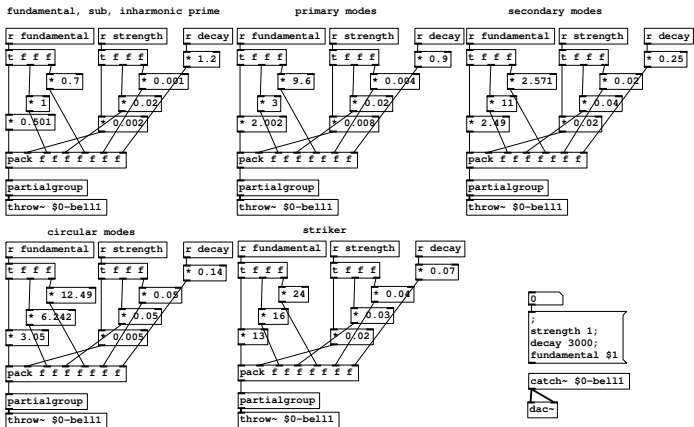 fundamental, sub, inharmonic prime
r fundamental
r strength
r decay
t f f f
t f f f
* 1.2
* 0.7
* 0.001
* 1
* 0.02
* 0.501
* 0.002
pack f f f f f f f
partialgroup
throw~ $0-bell1
primary modes
r fundamental
r strength
r decay
t f f f
t f f f
* 0.9
* 9.6
* 0.004
* 3
* 0.02
* 2.002
* 0.008
pack f f f f f f f
partialgroup
throw~ $0-bell1
secondary modes
r fundamental
r strength
r decay
t f f f
t f f f
* 0.25
* 2.571
* 0.02
* 11
* 0.04
* 2.49
* 0.02
pack f f f f f f f
partialgroup
throw~ $0-bell1
circular modes
r fundamental
r strength
r decay
t f f f
t f f f
* 0.14
* 12.49
* 0.05
* 6.242
* 0.05
* 3.05
* 0.005
pack f f f f f f f
partialgroup
throw~ $0-bell1
striker
r fundamental
r strength
r decay
t f f f
t f f f
* 0.07
* 24
* 0.04
* 16
* 0.03
* 13
* 0.02
pack f f f f f f f
partialgroup
throw~ $0-bell1
0
;
strength 1;
decay 3000;
fundamental $1
catch~ $0-bell1
dac~